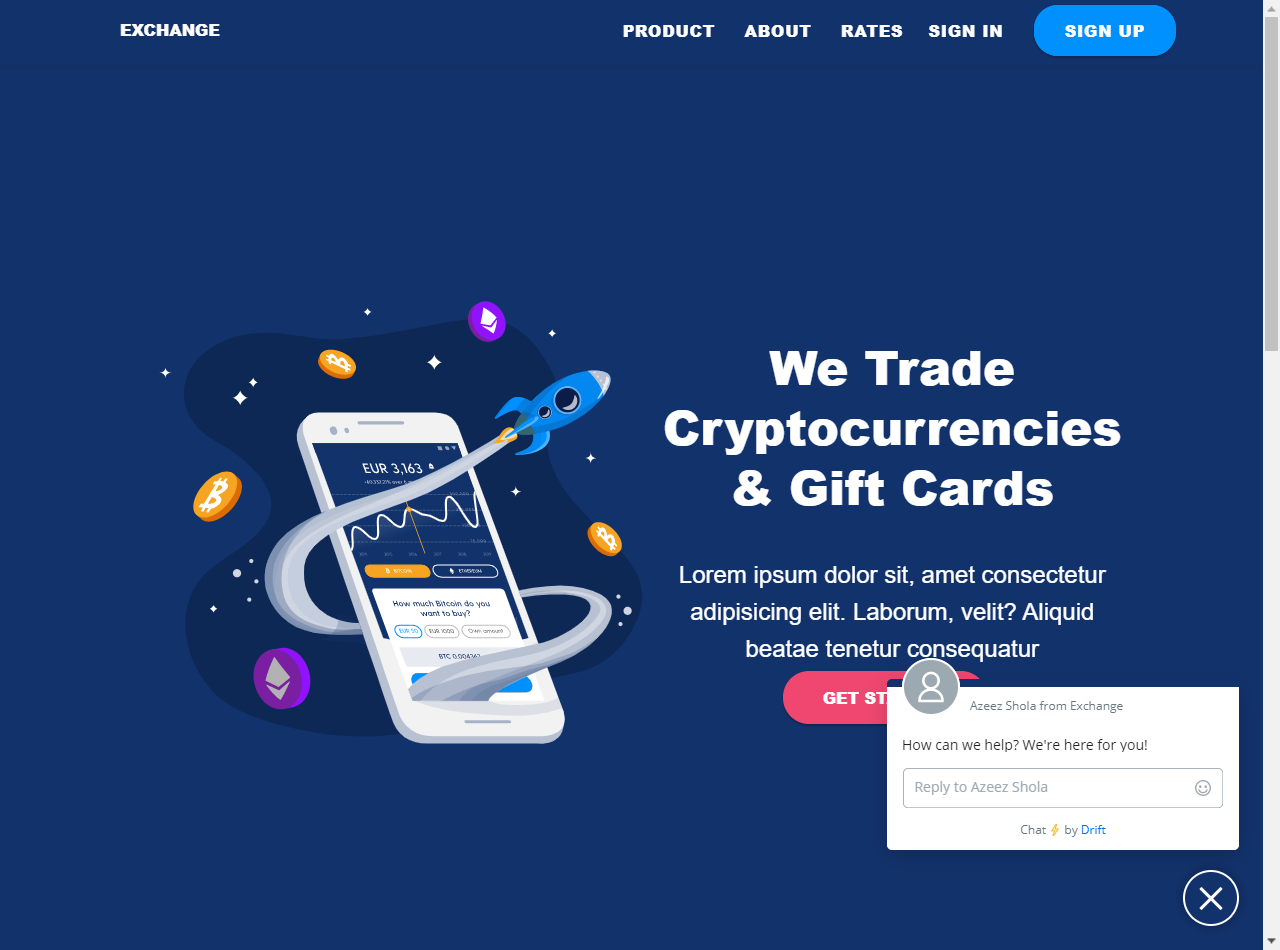 EXCHANGE
PRODUCT ABOUT RATES SIGN IN SIGN UP
We Trade
Cryptocurrencies
& Gift Cards
Lorem ipsum dolor sit, amet consectetur
adipisicing elit. Laborum, velit? Aliquid
beatae tenetur consequatur
GET ST
EUR 3,163
BITCOIN ETHEREUM
How much Bitcoin do you
want to buy?
EUR 50 EUR 1000 Own amount
BTC 0.004267
Azeez Shola from Exchange
How can we help? We're here for you!
Reply to Azeez Shola
Chat ⚡ by Drift